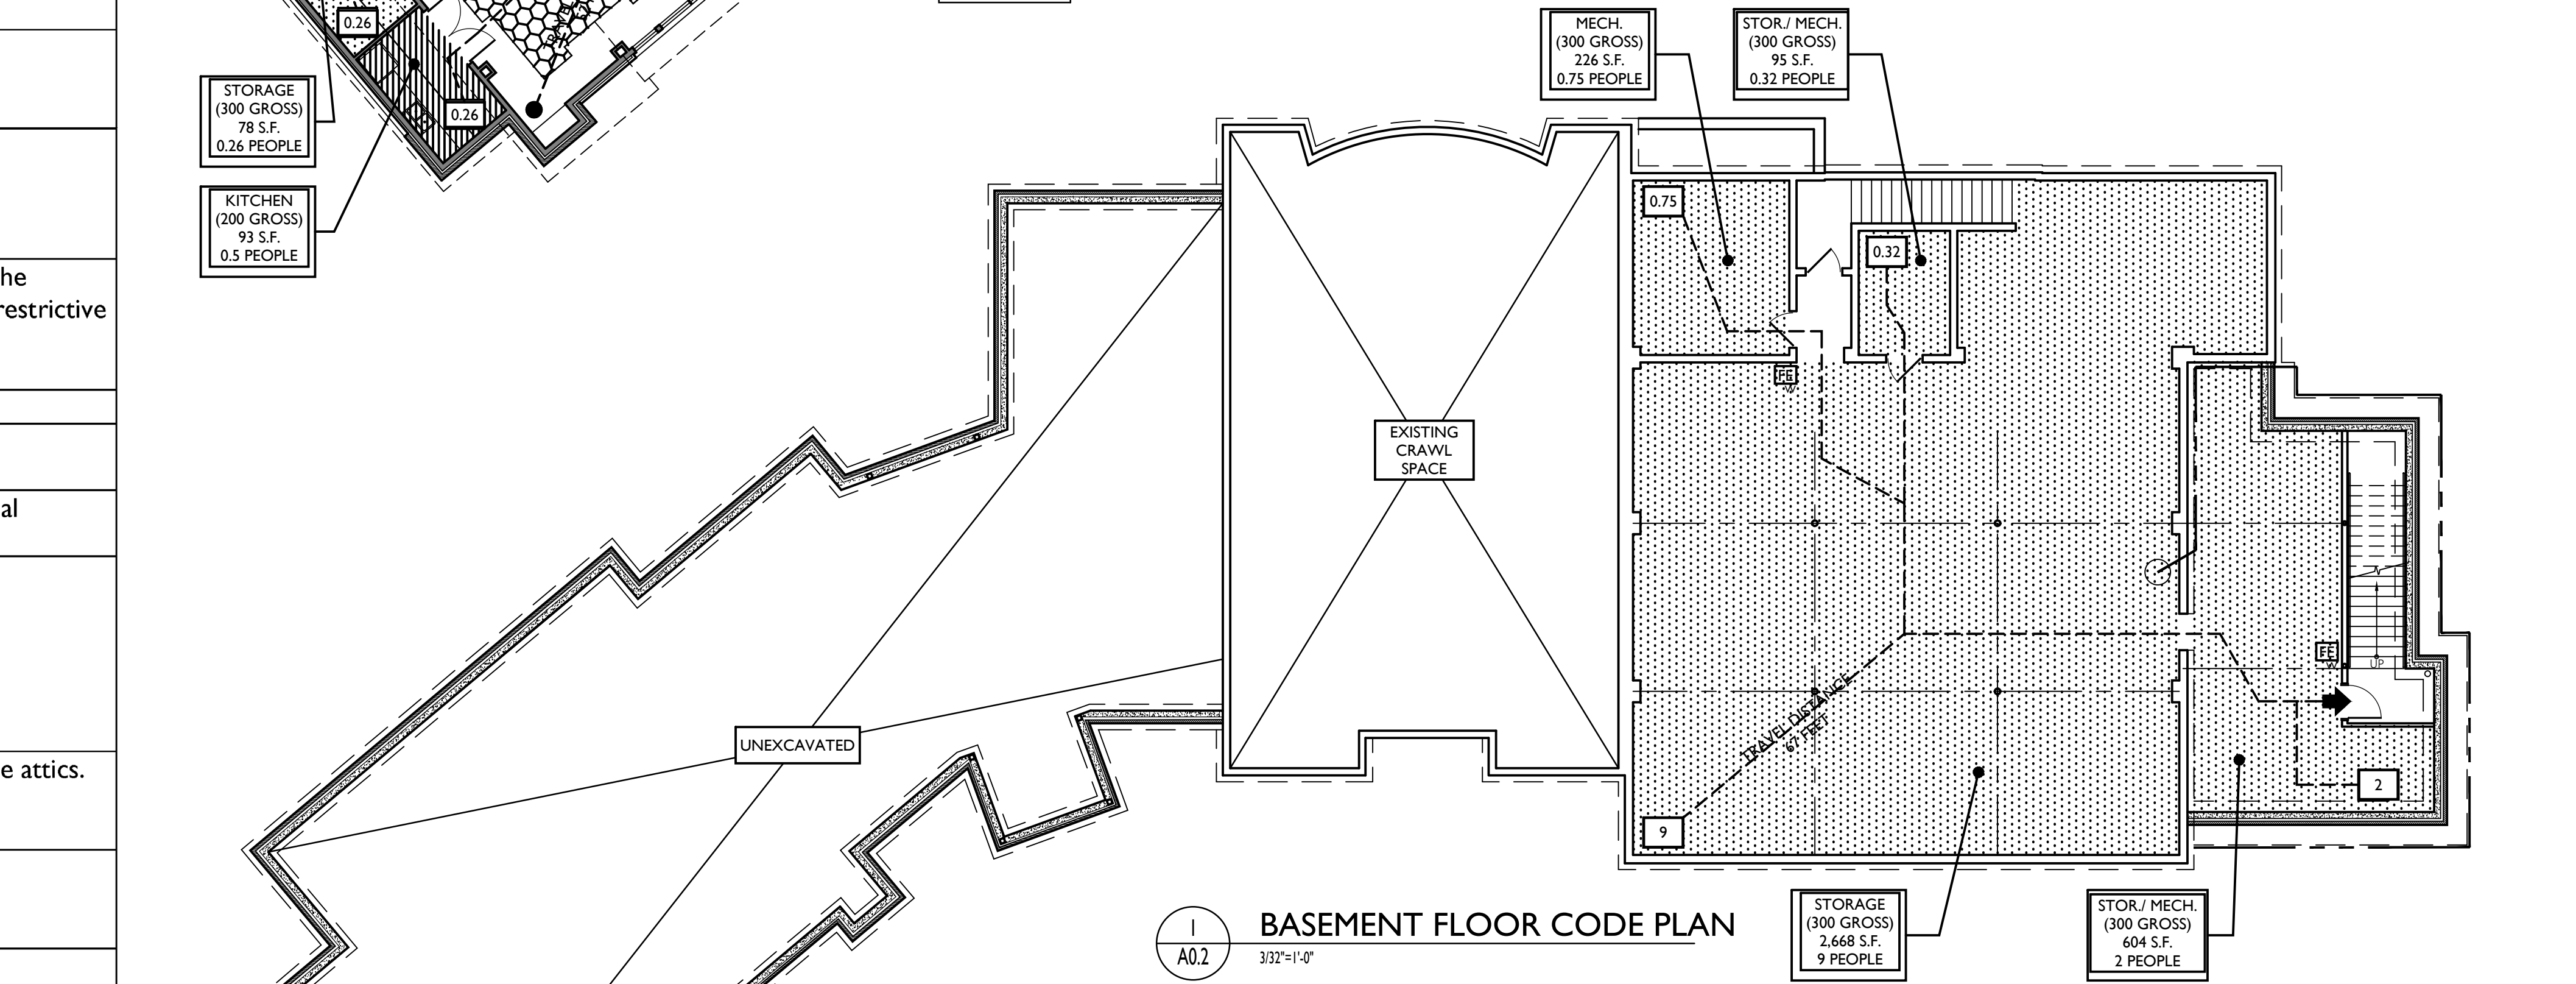 he
restrictive
al
e attics.
0.26
0.26
STORAGE
(300 GROSS)
78 S.F.
0.26 PEOPLE
KITCHEN
(200 GROSS)
93 S.F.
0.5 PEOPLE
MECH.
(300 GROSS)
226 S.F.
0.75 PEOPLE
STOR./ MECH.
(300 GROSS)
95 S.F.
0.32 PEOPLE
0.75
0.32
FE
W
EXISTING
CRAWL
SPACE
UNEXCAVATED
TRAVEL DISTANCE
67 FEET
FE
W
UP
9
2
STORAGE
(300 GROSS)
2,668 S.F.
9 PEOPLE
STOR./ MECH.
(300 GROSS)
604 S.F.
2 PEOPLE
1
A0.2
BASEMENT FLOOR CODE PLAN
3/32"=1'-0"